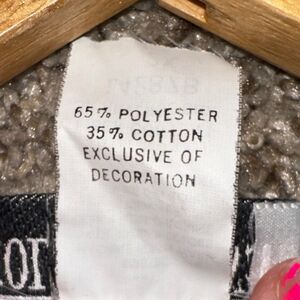 65% POLYESTER
35% COTTON
EXCLUSIVE OF
DECORATION